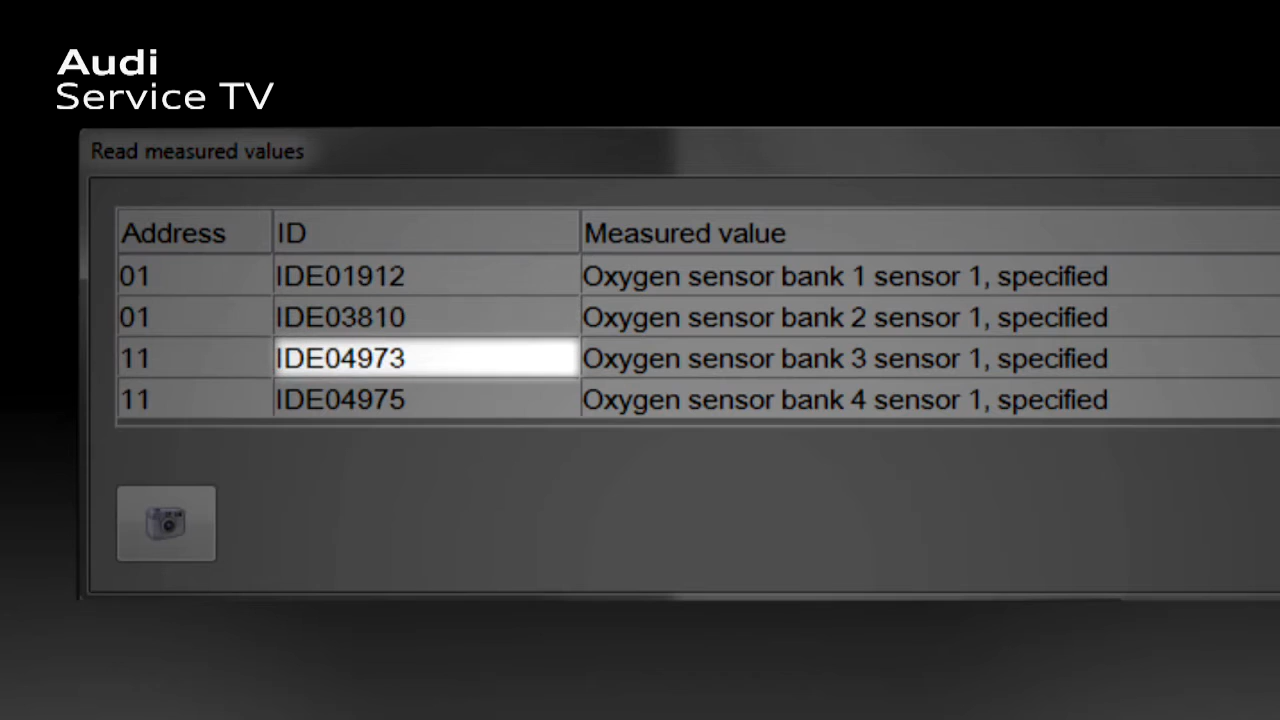 Audi
Service TV
Read measured values
Address ID Measured value
01 IDE01912 Oxygen sensor bank 1 sensor 1, specified
01 IDE03810 Oxygen sensor bank 2 sensor 1, specified
11 IDE04973 Oxygen sensor bank 3 sensor 1, specified
11 IDE04975 Oxygen sensor bank 4 sensor 1, specified